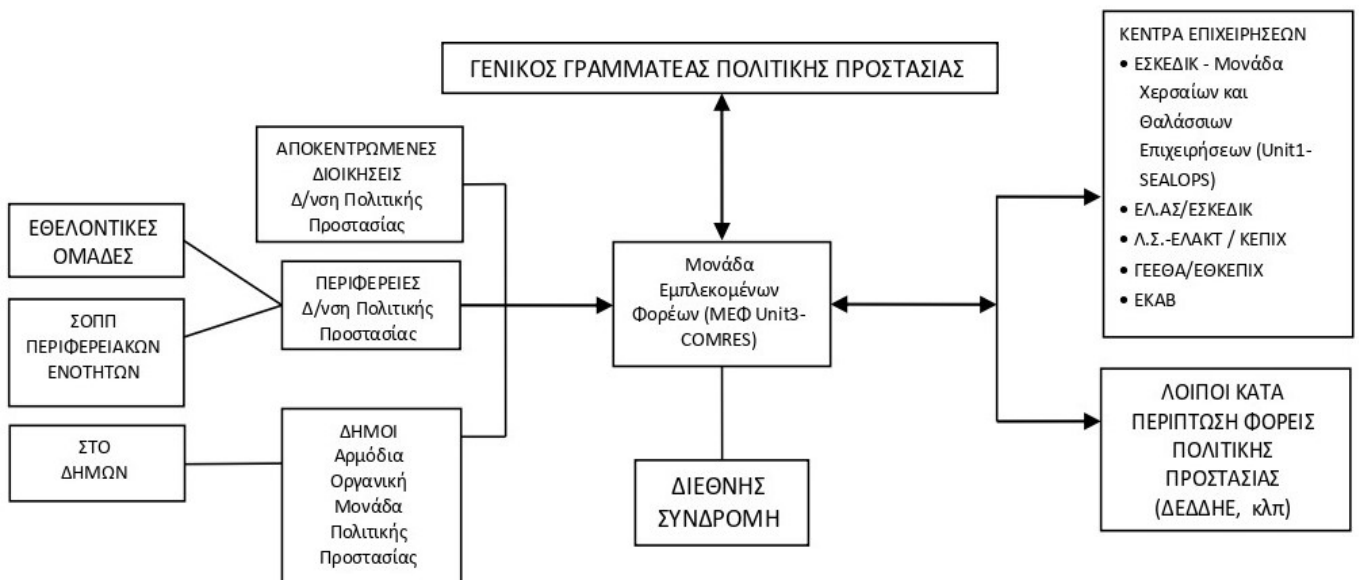 ΓΕΝΙΚΟΣ ΓΡΑΜΜΑΤΕΑΣ ΠΟΛΙΤΙΚΗΣ ΠΡΟΣΤΑΣΙΑΣ
ΑΠΟΚΕΝΤΡΩΜΕΝΕΣ
ΔΙΟΙΚΗΣΕΙΣ
Δ/νση Πολιτικής
Προστασίας
ΕΘΕΛΟΝΤΙΚΕΣ
ΟΜΑΔΕΣ
ΣΟΠΠ
ΠΕΡΙΦΕΡΕΙΑΚΩΝ
ΕΝΟΤΗΤΩΝ
ΠΕΡΙΦΕΡΕΙΕΣ
Δ/νση Πολιτικής
Προστασίας
ΣΤΟ
ΔΗΜΩΝ
ΔΗΜΟΙ
Αρμόδια
Οργανική
Μονάδα
Πολιτικής
Προστασίας
Μονάδα
Εμπλεκομένων
Φορέων (ΜΕΦ Unit3-
COMRES)
ΔΙΕΘΝΗΣ
ΣΥΝΔΡΟΜΗ
ΚΕΝΤΡΑ ΕΠΙΧΕΙΡΗΣΕΩΝ
• ΕΣΚΕΔΙΚ - Μονάδα
Χερσαίων και
Θαλάσσιων
Επιχειρήσεων (Unit1-
SEALOPS)
• ΕΛ.ΑΣ/ΕΣΚΕΔΙΚ
• Λ.Σ.-ΕΛΑΚΤ / ΚΕΠΙΧ
• ΓΕΕΘΑ/ΕΘΚΕΠΙΧ
• ΕΚΑΒ
ΛΟΙΠΟΙ ΚΑΤΑ
ΠΕΡΙΠΤΩΣΗ ΦΟΡΕΙΣ
ΠΟΛΙΤΙΚΗΣ
ΠΡΟΣΤΑΣΙΑΣ
(ΔΕΔΔΗΕ, κλπ)